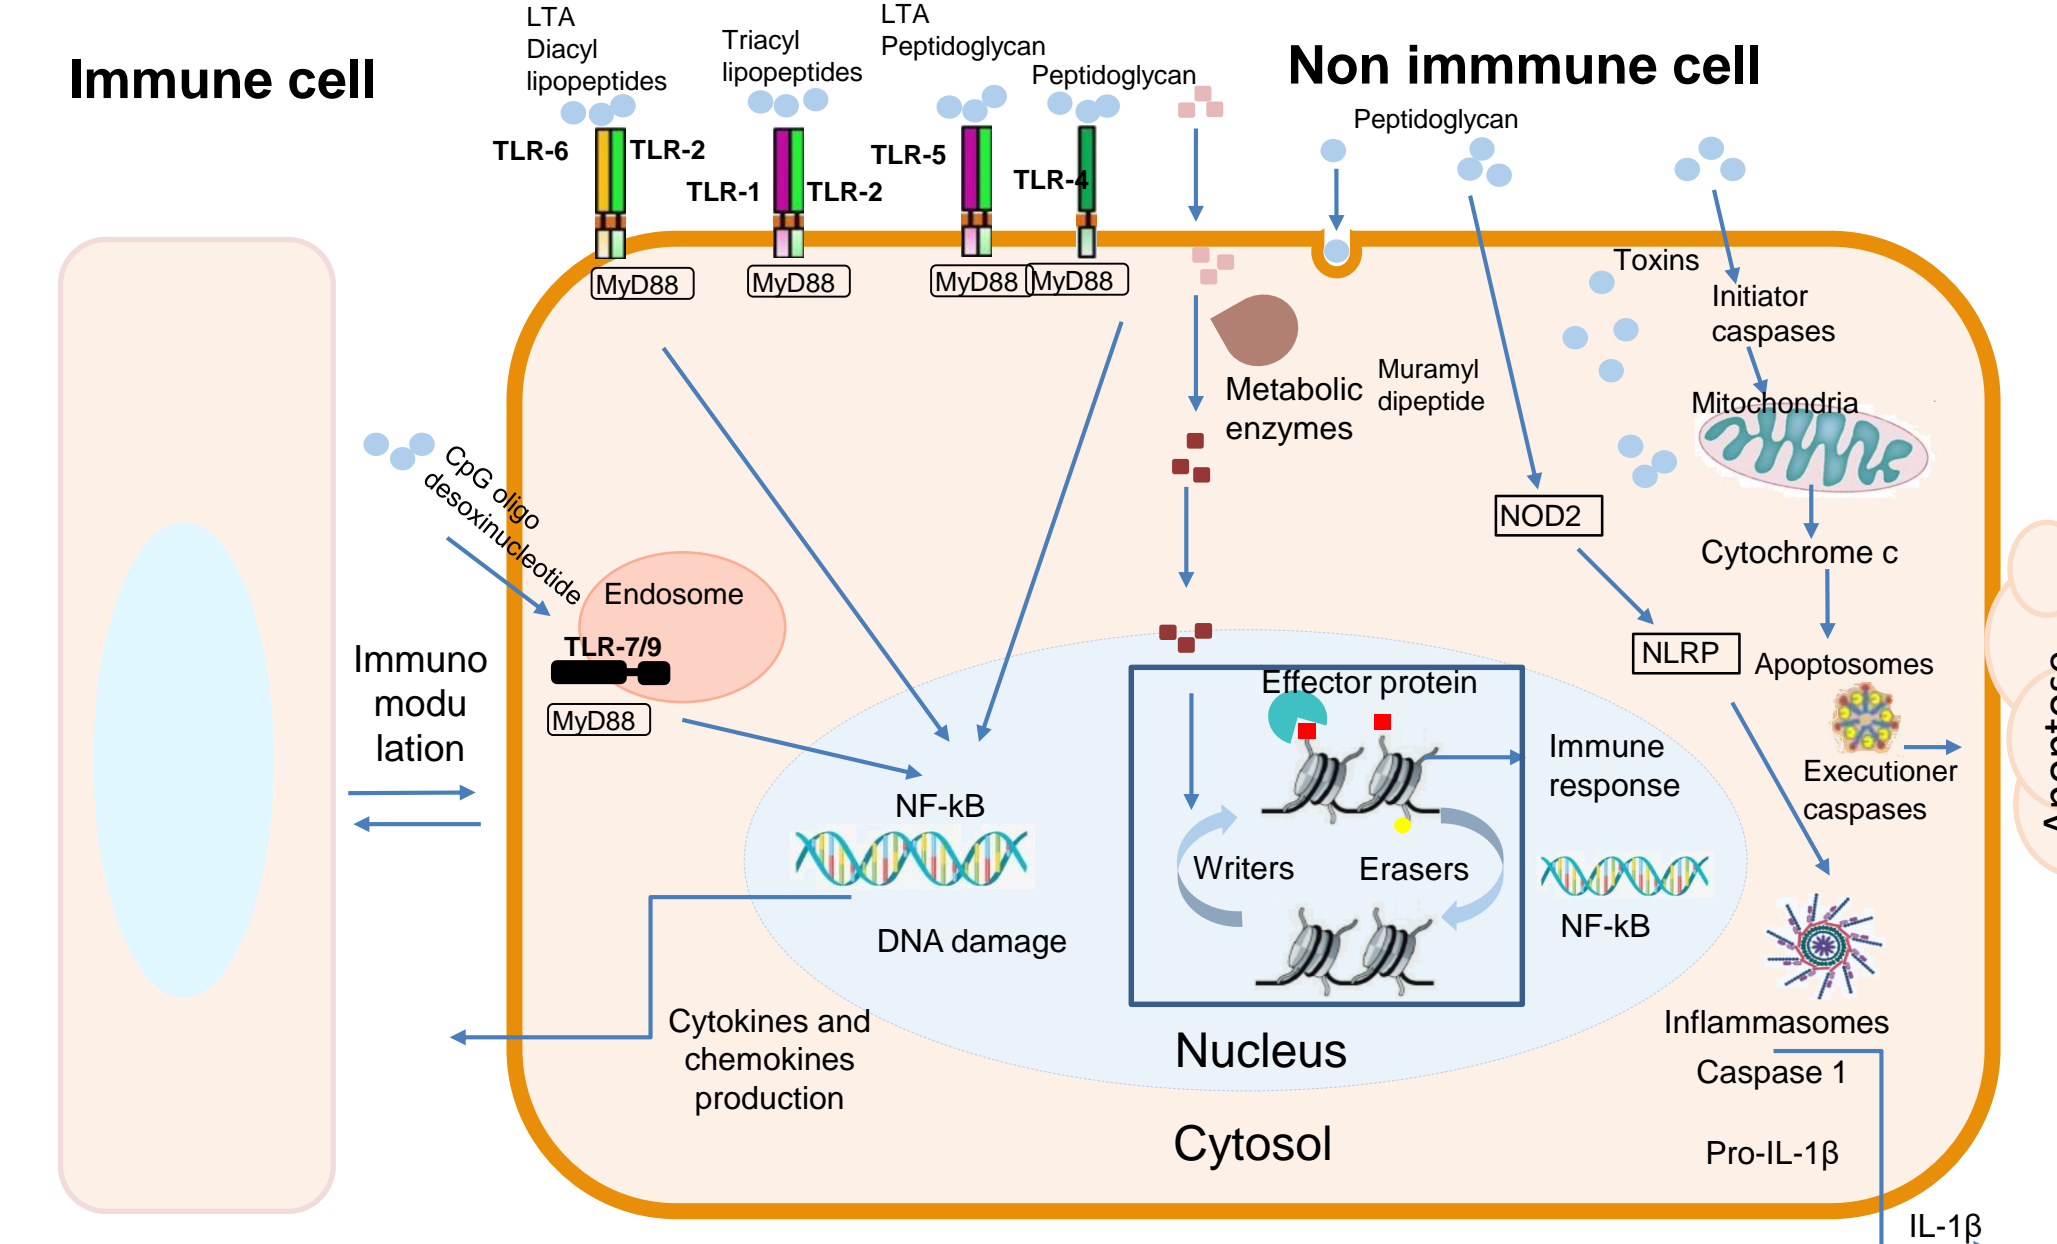 Immune cell
Non immmune cell
LTA
Diacyl
lipopeptides
Triacyl
lipopeptides
LTA
Peptidoglycan
Peptidoglycan
Peptidoglycan
TLR-6
TLR-2
TLR-1
TLR-2
TLR-5
TLR-4
MyD88
MyD88
MyD88
MyD88
Toxins
Initiator
caspases
Metabolic
enzymes
Muramyl
dipeptide
Mitochondria
CpG oligo
desoxinucleotide
NOD2
Cytochrome c
Endosome
TLR-7/9
MyD88
Immuno
modu
lation
NLRP
Apoptosomes
Effector protein
Immune
response
Executioner
caspases
Apoptose
NF-kB
Writers
Erasers
NF-kB
DNA damage
Cytokines and
chemokines
production
Nucleus
Inflammasomes
Caspase 1
Cytosol
Pro-IL-1β
IL-1β